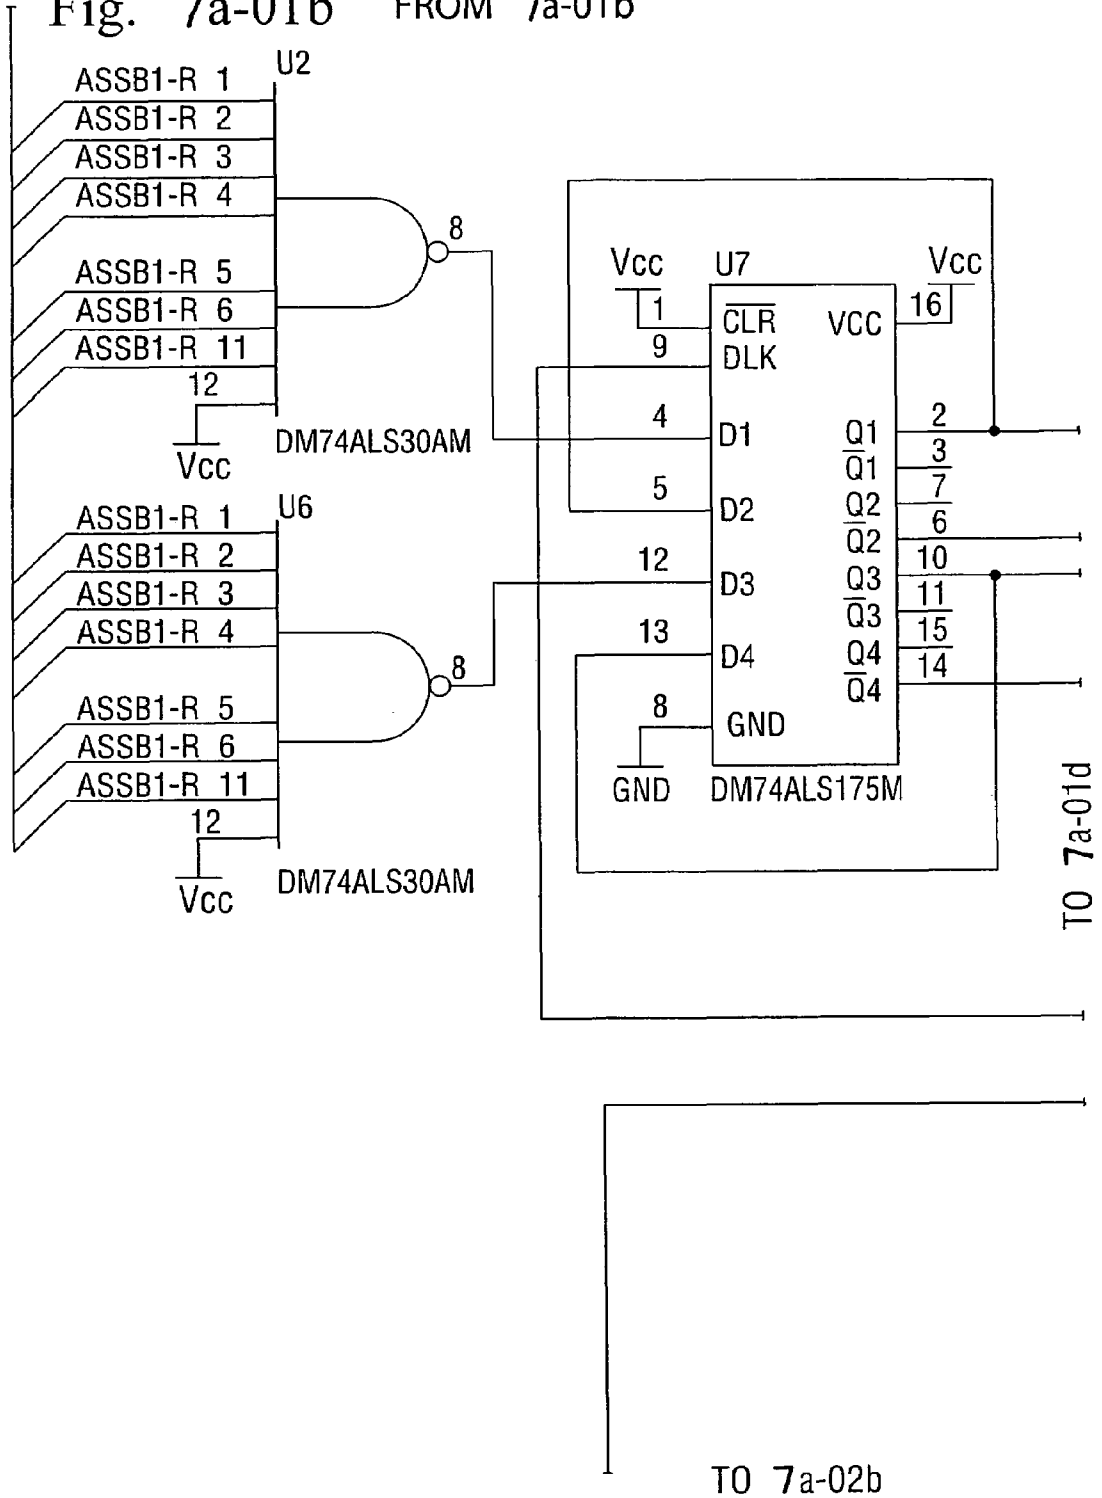 Fig. 7a-01b FROM 7a-01b
U2
ASSB1-R 1
ASSB1-R 2
ASSB1-R 3
ASSB1-R 4
ASSB1-R 5
ASSB1-R 6
ASSB1-R 11
12
Vcc
8
DM74ALS30AM
U6
ASSB1-R 1
ASSB1-R 2
ASSB1-R 3
ASSB1-R 4
ASSB1-R 5
ASSB1-R 6
ASSB1-R 11
12
Vcc
8
DM74ALS30AM
Vcc U7 Vcc
1 CLR VCC 16
9 DLK
4 D1 Q1 2
Q1 3
5 D2 Q2 7
Q2 6
12 D3 Q3 10
Q3 11
13 D4 Q4 15
Q4 14
8 GND
GND DM74ALS175M
TO 7a-01d
TO 7a-02b